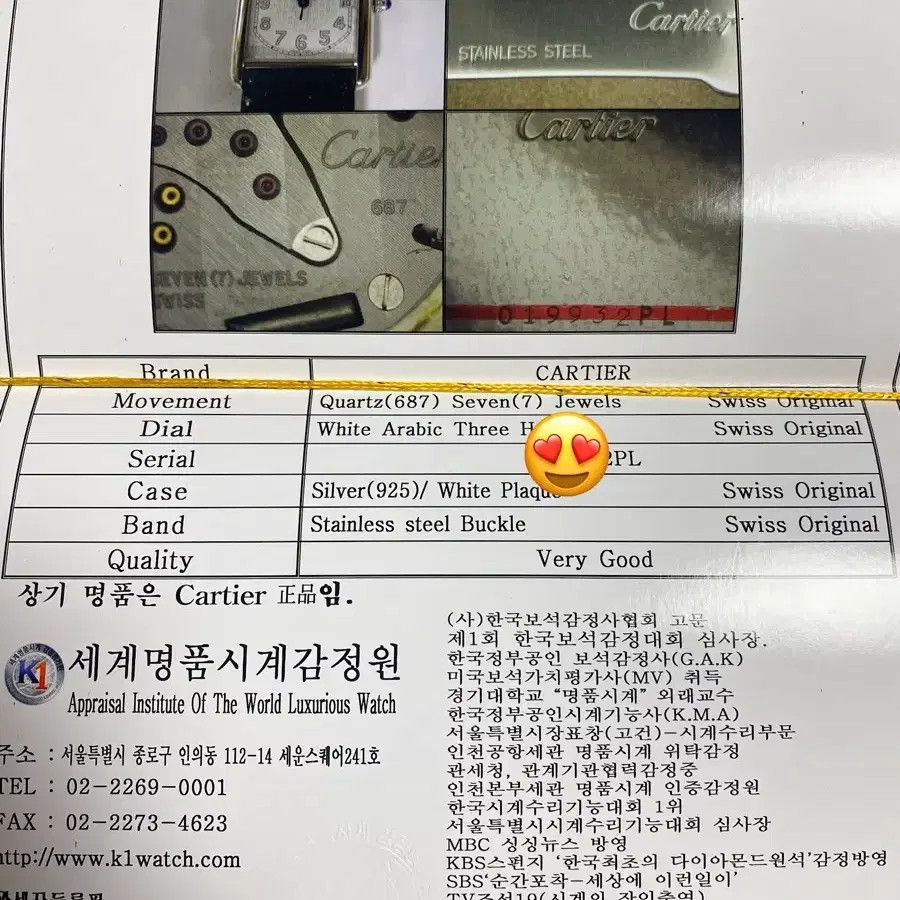 Cartier
STAINLESS STEEL
Cartier
687
SEVEN (7) JEWELS
SWISS
Cartier
019932PL
Brand CARTIER
Movement Quartz(687) Seven(7) Jewels Swiss Original
Dial White Arabic Three Swiss Original
Serial 2PL
Case Silver(925)/ White Plaque Swiss Original
Band Stainless steel Buckle Swiss Original
Quality Very Good
상기 명품은 Cartier 正品임.
K1
세계명품시계감정원
Appraisal Institute Of The World Luxurious Watch
주소 : 서울특별시 종로구 인의동 112-14 세운스퀘어241호
TEL : 02-2269-0001
FAX : 02-2273-4623
http://www.k1watch.com
(사)한국보석감정사협회 고문
제1회 한국보석감정대회 심사장.
한국정부공인 보석감정사(G.A.K)
미국보석가치평가사(MV) 취득
경기대학교 “명품시계” 외래교수
한국정부공인시계기능사(K.M.A)
서울특별시장표창(고건)-시계수리부문
인천공항세관 명품시계 위탁감정
관세청, 관계기관협력감정중
인천본부세관 명품시계 인증감정원
한국시계수리기능대회 1위
서울특별시시계수리기능대회 심사장
MBC 싱싱뉴스 방영
KBS스펀지 ‘한국최초의 다이아몬드원석’감정방영
SBS‘순간포착-세상에 이런일이’
TV조선19(시계의 장인출연)